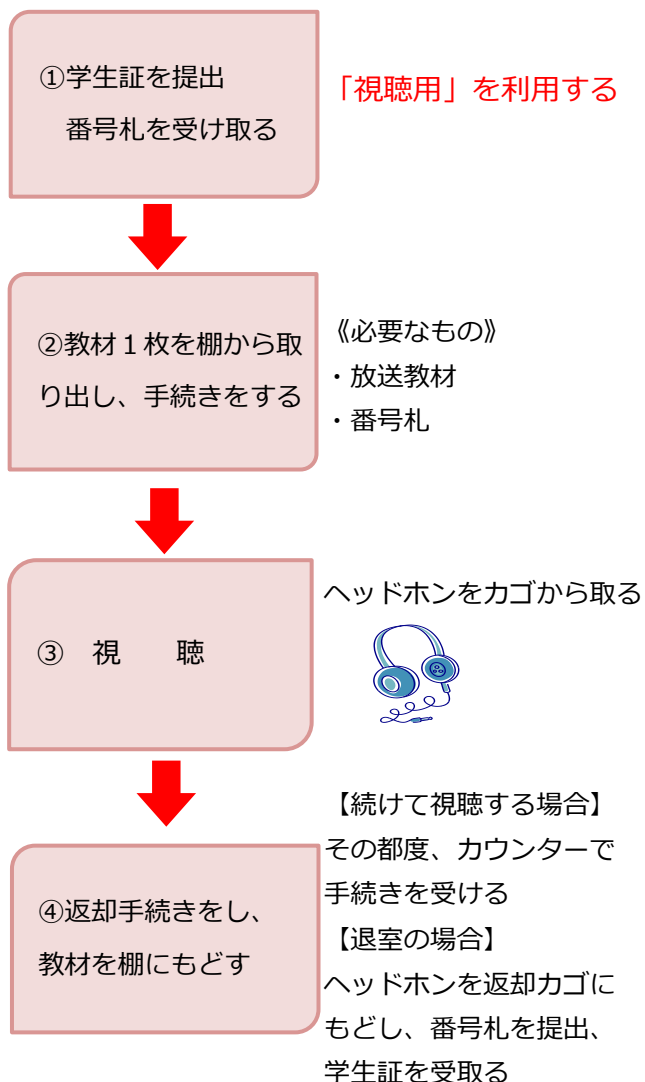 ①学生証を提出
番号札を受け取る
「視聴用」を利用する
②教材１枚を棚から取
り出し、手続きをする
《必要なもの》
・放送教材
・番号札
③　視　　聴
ヘッドホンをカゴから取る
④返却手続きをし、
教材を棚にもどす
【続けて視聴する場合】
その都度、カウンターで
手続きを受ける
【退室の場合】
ヘッドホンを返却カゴに
もどし、番号札を提出、
学生証を受取る